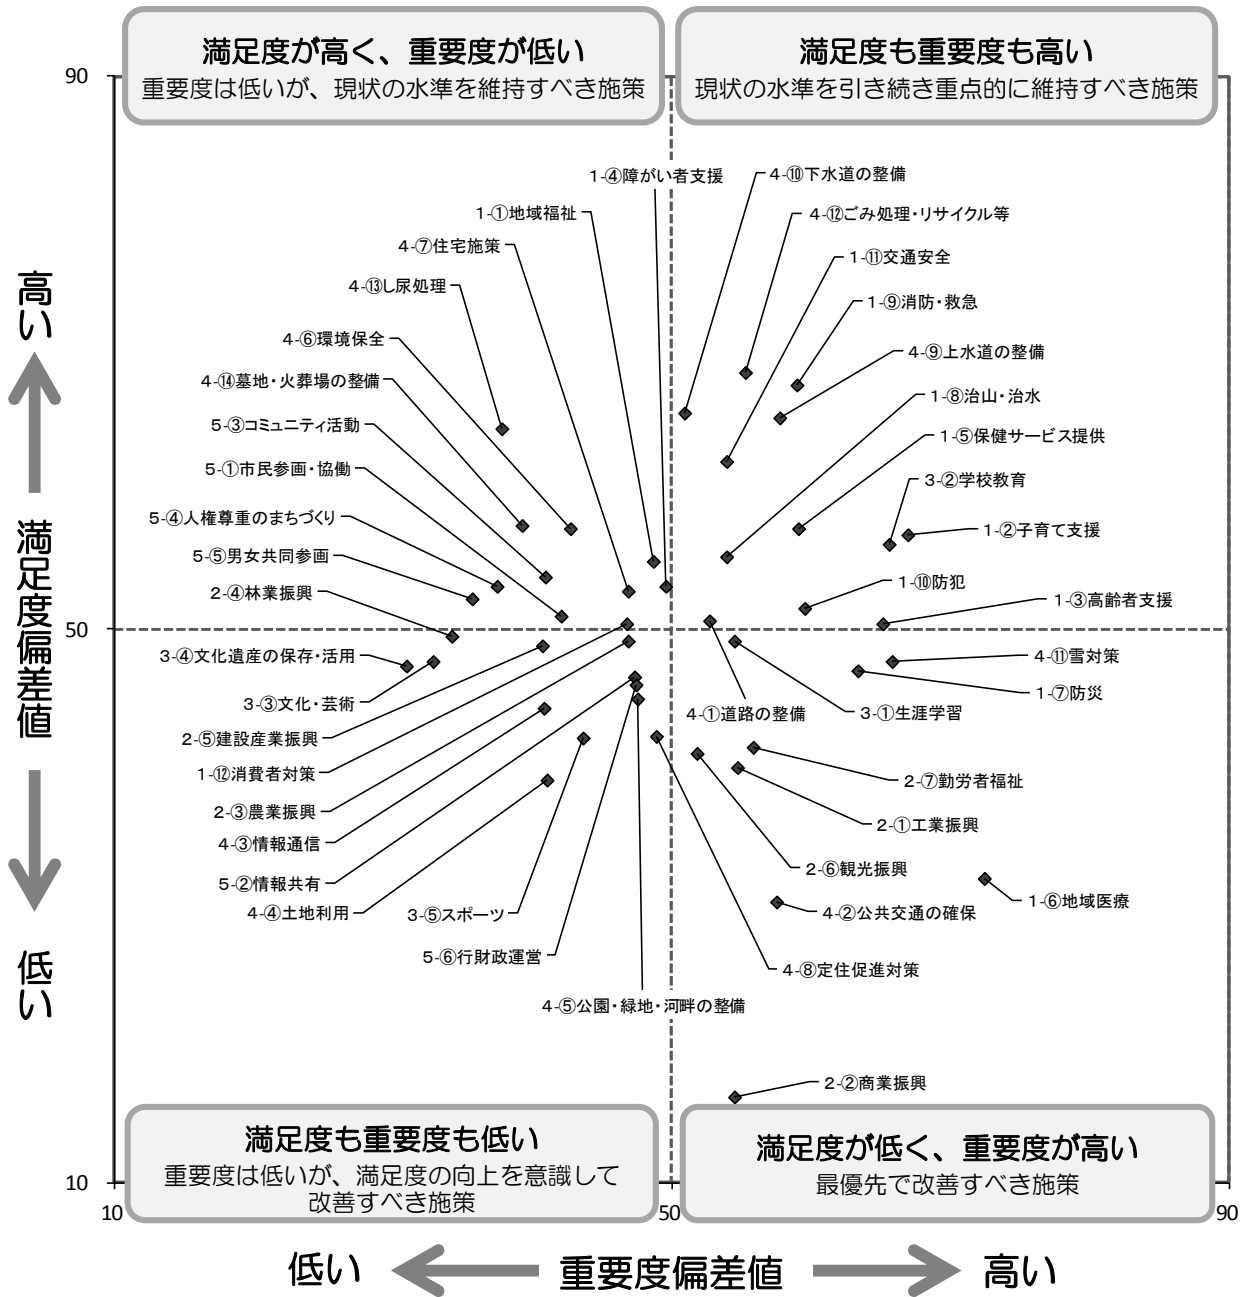 満足度が高く、重要度が低い
重要度は低いが、現状の水準を維持すべき施策
満足度も重要度も高い
現状の水準を引き続き重点的に維持すべき施策
90
1-④障がい者支援
4-⑩下水道の整備
1-①地域福祉
4-⑫ごみ処理・リサイクル等
4-⑦住宅施策
1-⑪交通安全
4-⑬し尿処理
1-⑨消防・救急
4-⑥環境保全
4-⑨上水道の整備
4-⑭墓地・火葬場の整備
1-⑧治山・治水
5-③コミュニティ活動
1-⑤保健サービス提供
5-①市民参画・協働
3-②学校教育
5-④人権尊重のまちづくり
1-②子育て支援
5-⑤男女共同参画
1-⑩防犯
2-④林業振興
1-③高齢者支援
50
3-④文化遺産の保存・活用
4-⑪雪対策
1-⑦防災
3-③文化・芸術
4-①道路の整備
3-①生涯学習
2-⑤建設産業振興
1-⑫消費者対策
2-⑦勤労者福祉
2-③農業振興
2-①工業振興
4-③情報通信
2-⑥観光振興
5-②情報共有
1-⑥地域医療
4-④土地利用
3-⑤スポーツ
4-②公共交通の確保
5-⑥行財政運営
4-⑧定住促進対策
4-⑤公園・緑地・河畔の整備
2-②商業振興
高い
満足度偏差値
低い
満足度も重要度も低い
重要度は低いが、満足度の向上を意識して
改善すべき施策
満足度が低く、重要度が高い
最優先で改善すべき施策
10
10
50
90
低い
重要度偏差値
高い